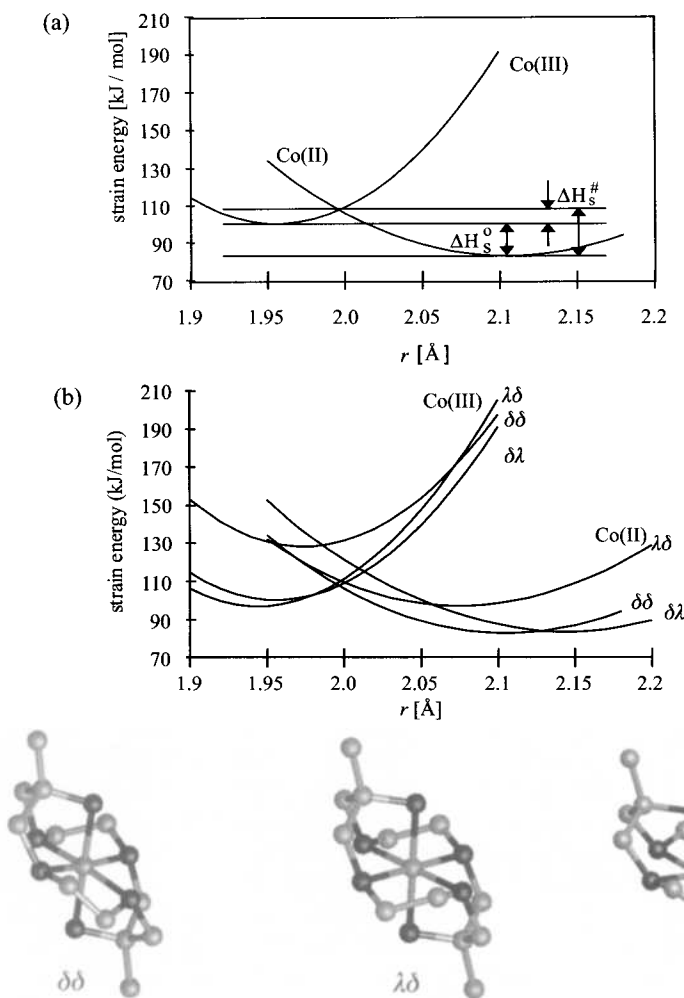 (a)
strain energy [kJ / mol]
210
190
170
150
130
110
90
70
Co(III)
Co(II)
ΔH s #
ΔH s o
1.9 1.95 2.0 2.05 2.1 2.15 2.2
r [Å]
(b)
strain energy (kJ/mol)
210
190
170
150
130
110
90
70
Co(III)
λδ
δδ
δλ
Co(II)
λδ
δδ
δλ
1.9 1.95 2.0 2.05 2.1 2.15 2.2
r [Å]
δδ
λδ